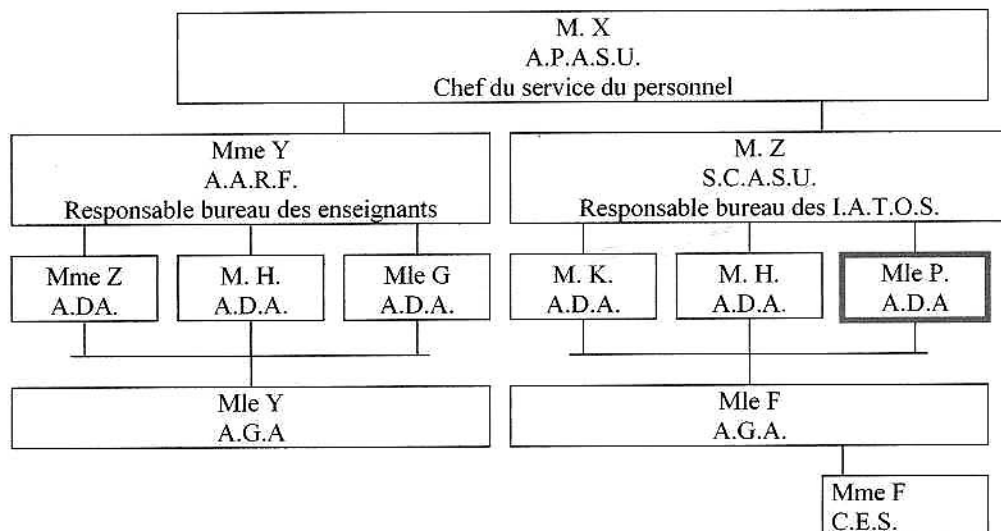 M. X
A.P.A.S.U.
Chef du service du personnel
Mme Y
A.A.R.F.
Responsable bureau des enseignants
M. Z
S.C.A.S.U.
Responsable bureau des I.A.T.O.S.
Mme Z
A.DA.
M. H.
A.D.A.
Mle G
A.D.A.
M. K.
A.D.A.
M. H.
A.D.A.
Mle P.
A.D.A
Mle Y
A.G.A
Mle F
A.G.A.
Mme F
C.E.S.